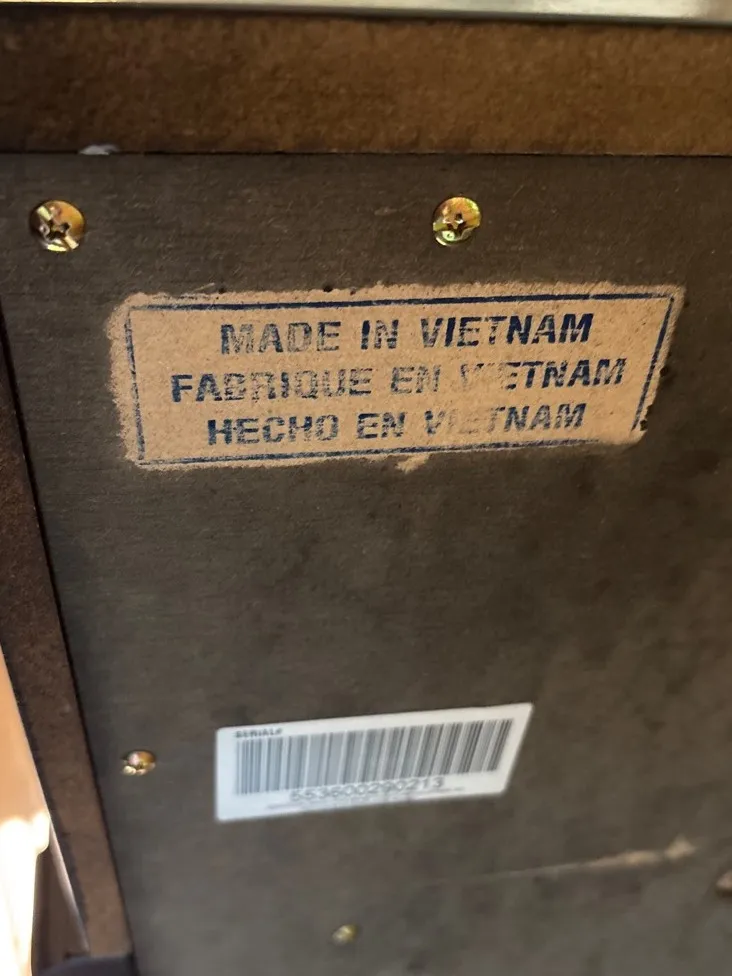 MADE IN VIETNAM
FABRIQUE EN VIETNAM
HECHO EN VIETNAM
SERIAL#
553600290213